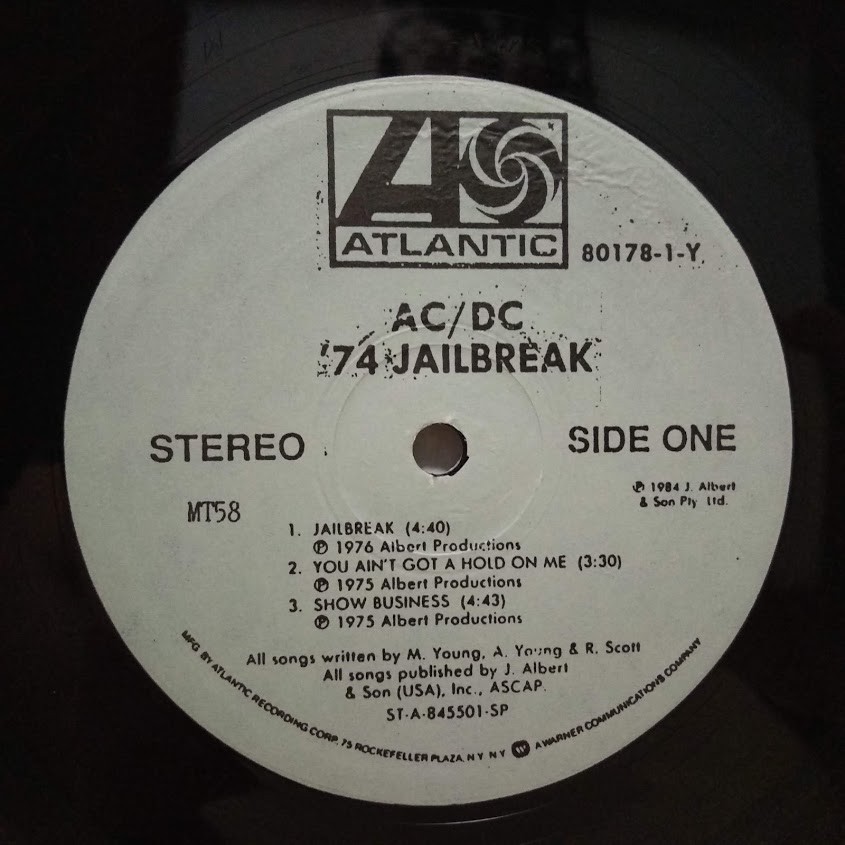 ATLANTIC
80178-1-Y
AC/DC
'74 JAILBREAK
STEREO
SIDE ONE
℗ 1984 J. Albert
& Son Pty Ltd.
MT58
1. JAILBREAK (4:40)
℗ 1976 Albert Productions
2. YOU AIN'T GOT A HOLD ON ME (3:30)
℗ 1975 Albert Productions
3. SHOW BUSINESS (4:43)
℗ 1975 Albert Productions
All songs written by M. Young, A. Young & R. Scott
All songs published by J. Albert
& Son (USA), Inc., ASCAP.
ST-A-845501-SP
MFG. BY ATLANTIC RECORDING CORP. 75 ROCKEFELLER PLAZA N Y N Y A WARNER COMMUNICATIONS COMPANY